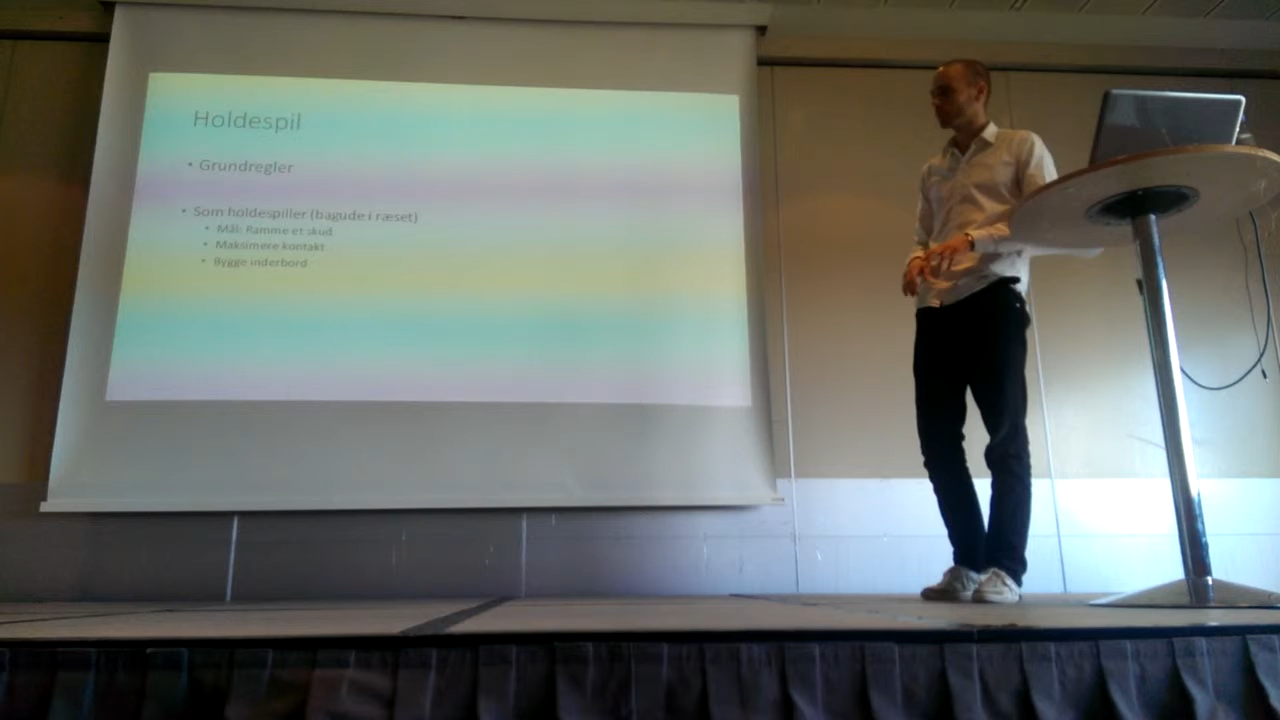 Holdespil
• Grundregler
• Som holdespiller (bagude i ræset)
• Mål: Ramme et skud
• Maksimere kontakt
• Bygge inderbord